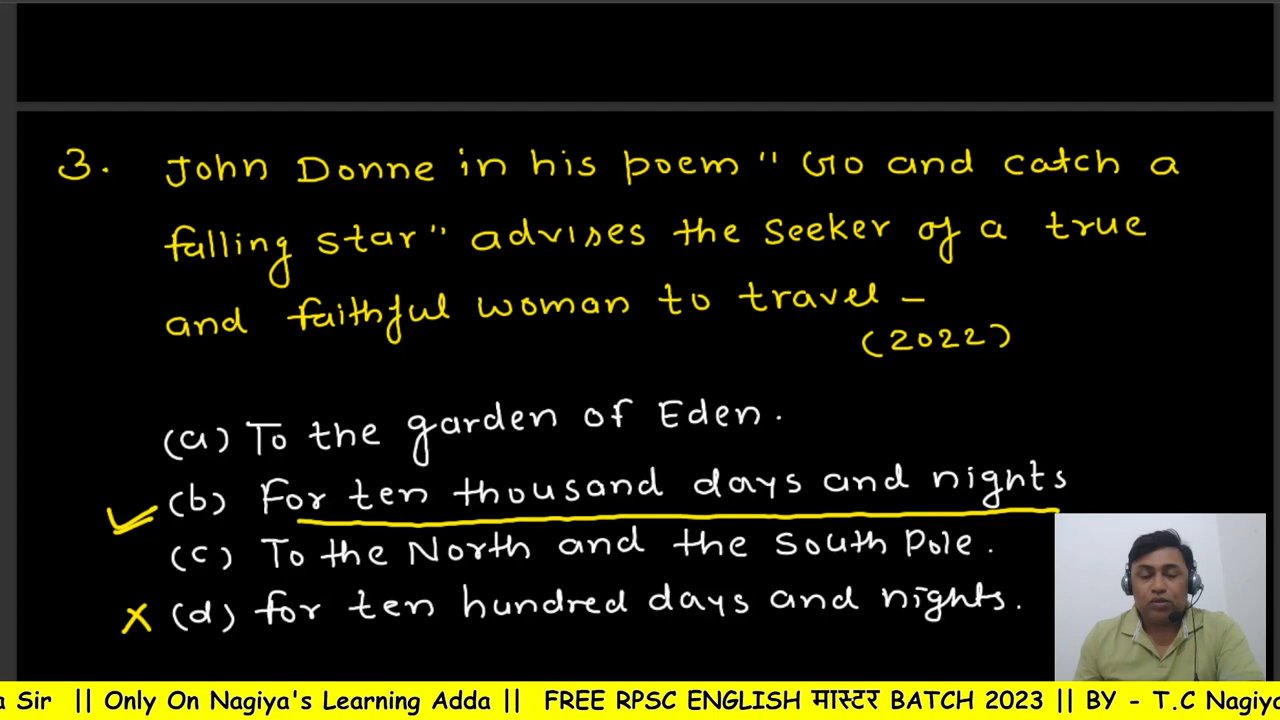 3. John Donne in his poem " Go and catch a
falling star" advises the seeker of a true
and faithful woman to travel –
(2022)
(a) To the garden of Eden.
(b) For ten thousand days and nights
(c) To the North and the South Pole.
(d) for ten hundred days and nights.
a Sir || Only On Nagiya's Learning Adda || FREE RPSC ENGLISH मास्टर BATCH 2023 || BY - T.C Nagiya